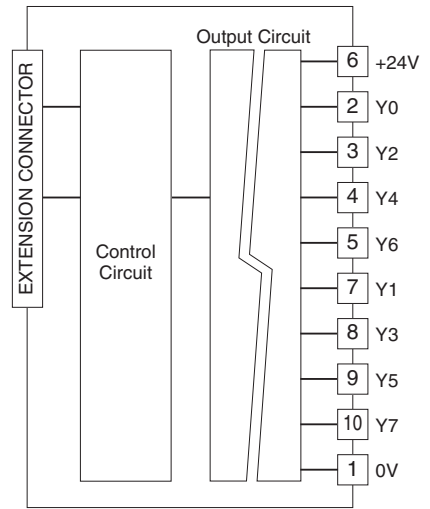 Output Circuit
EXTENSION CONNECTOR
Control
Circuit
6 +24V
2 Y0
3 Y2
4 Y4
5 Y6
7 Y1
8 Y3
9 Y5
10 Y7
1 0V